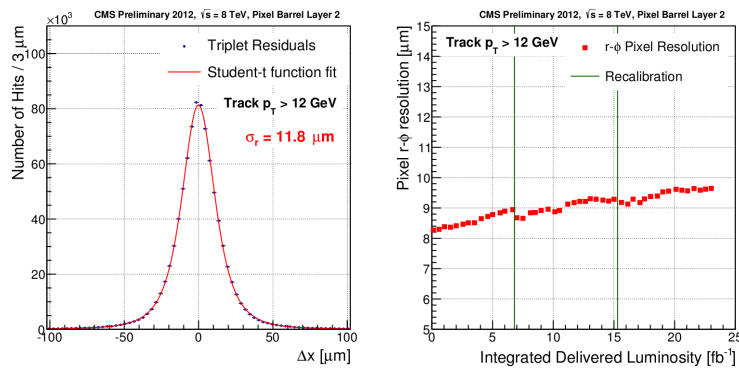 CMS Preliminary 2012, √s = 8 TeV, Pixel Barrel Layer 2
×10³
Number of Hits / 3 μm
100
80
60
40
20
0
Triplet Residuals
Student-t function fit
Track p_T > 12 GeV
σ_r = 11.8 μm
-100
-50
0
50
100
Δx [μm]
CMS Preliminary 2012, √s = 8 TeV, Pixel Barrel Layer 2
Pixel r-φ resolution [μm]
15
14
13
12
11
10
9
8
7
6
5
Track p_T > 12 GeV
r-φ Pixel Resolution
Recalibration
0
5
10
15
20
25
Integrated Delivered Luminosity [fb⁻¹]